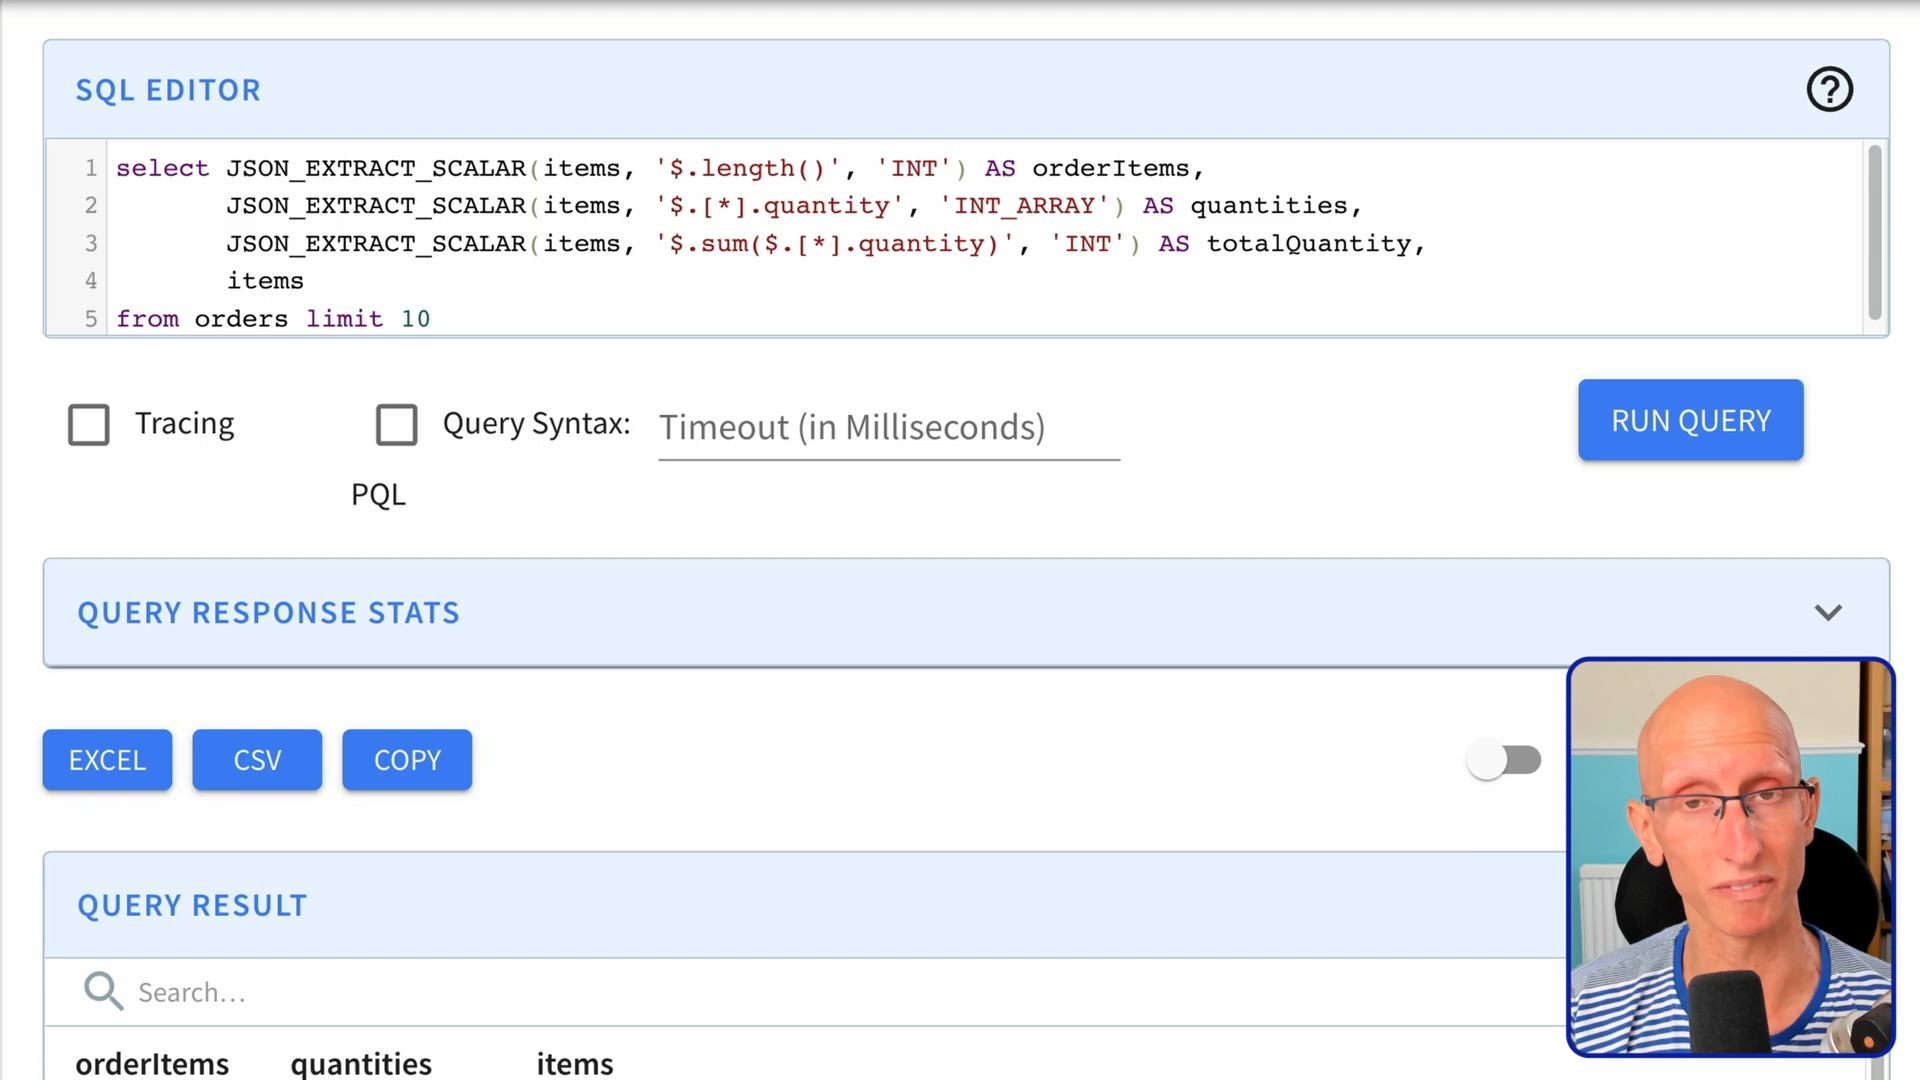 SQL EDITOR
1 select JSON_EXTRACT_SCALAR(items, '$.length()', 'INT') AS orderItems,
2 JSON_EXTRACT_SCALAR(items, '$.[*].quantity', 'INT_ARRAY') AS quantities,
3 JSON_EXTRACT_SCALAR(items, '$.sum($.[*].quantity)', 'INT') AS totalQuantity,
4 items
5 from orders limit 10
Tracing
Query Syntax:
PQL
Timeout (in Milliseconds)
RUN QUERY
QUERY RESPONSE STATS
EXCEL CSV COPY
QUERY RESULT
Search...
orderItems quantities items